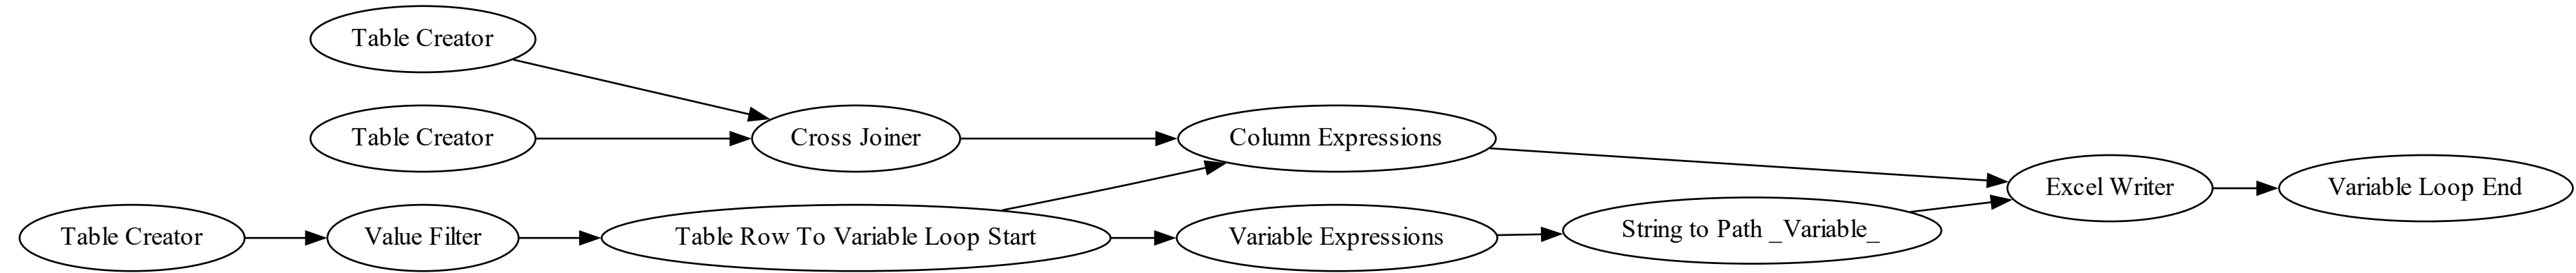 Table Creator
Table Creator
Cross Joiner
Column Expressions
Excel Writer
Variable Loop End
Table Creator
Value Filter
Table Row To Variable Loop Start
Variable Expressions
String to Path _Variable_